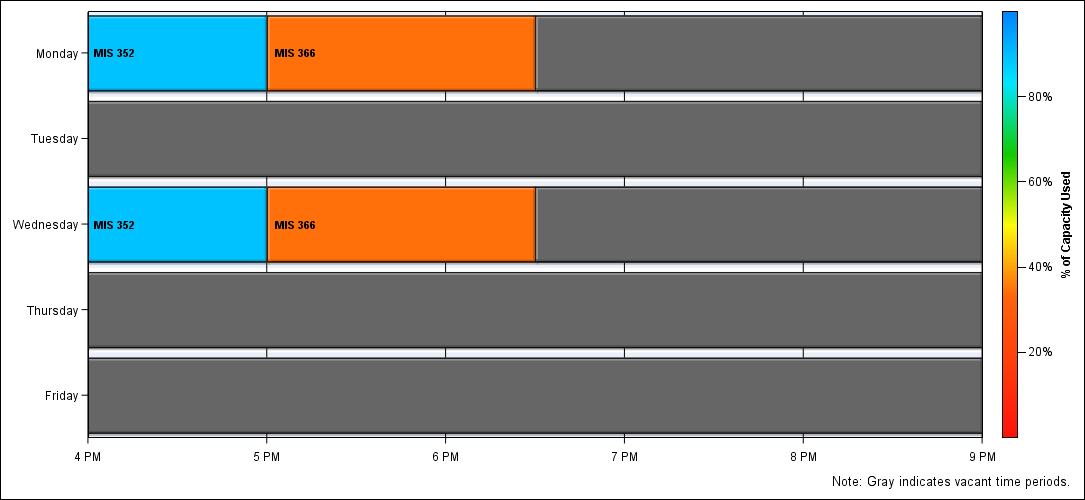 Monday
MIS 352
MIS 366
Tuesday
Wednesday
MIS 352
MIS 366
Thursday
Friday
4 PM
5 PM
6 PM
7 PM
8 PM
9 PM
80%
60%
40%
20%
% of Capacity Used
Note: Gray indicates vacant time periods.